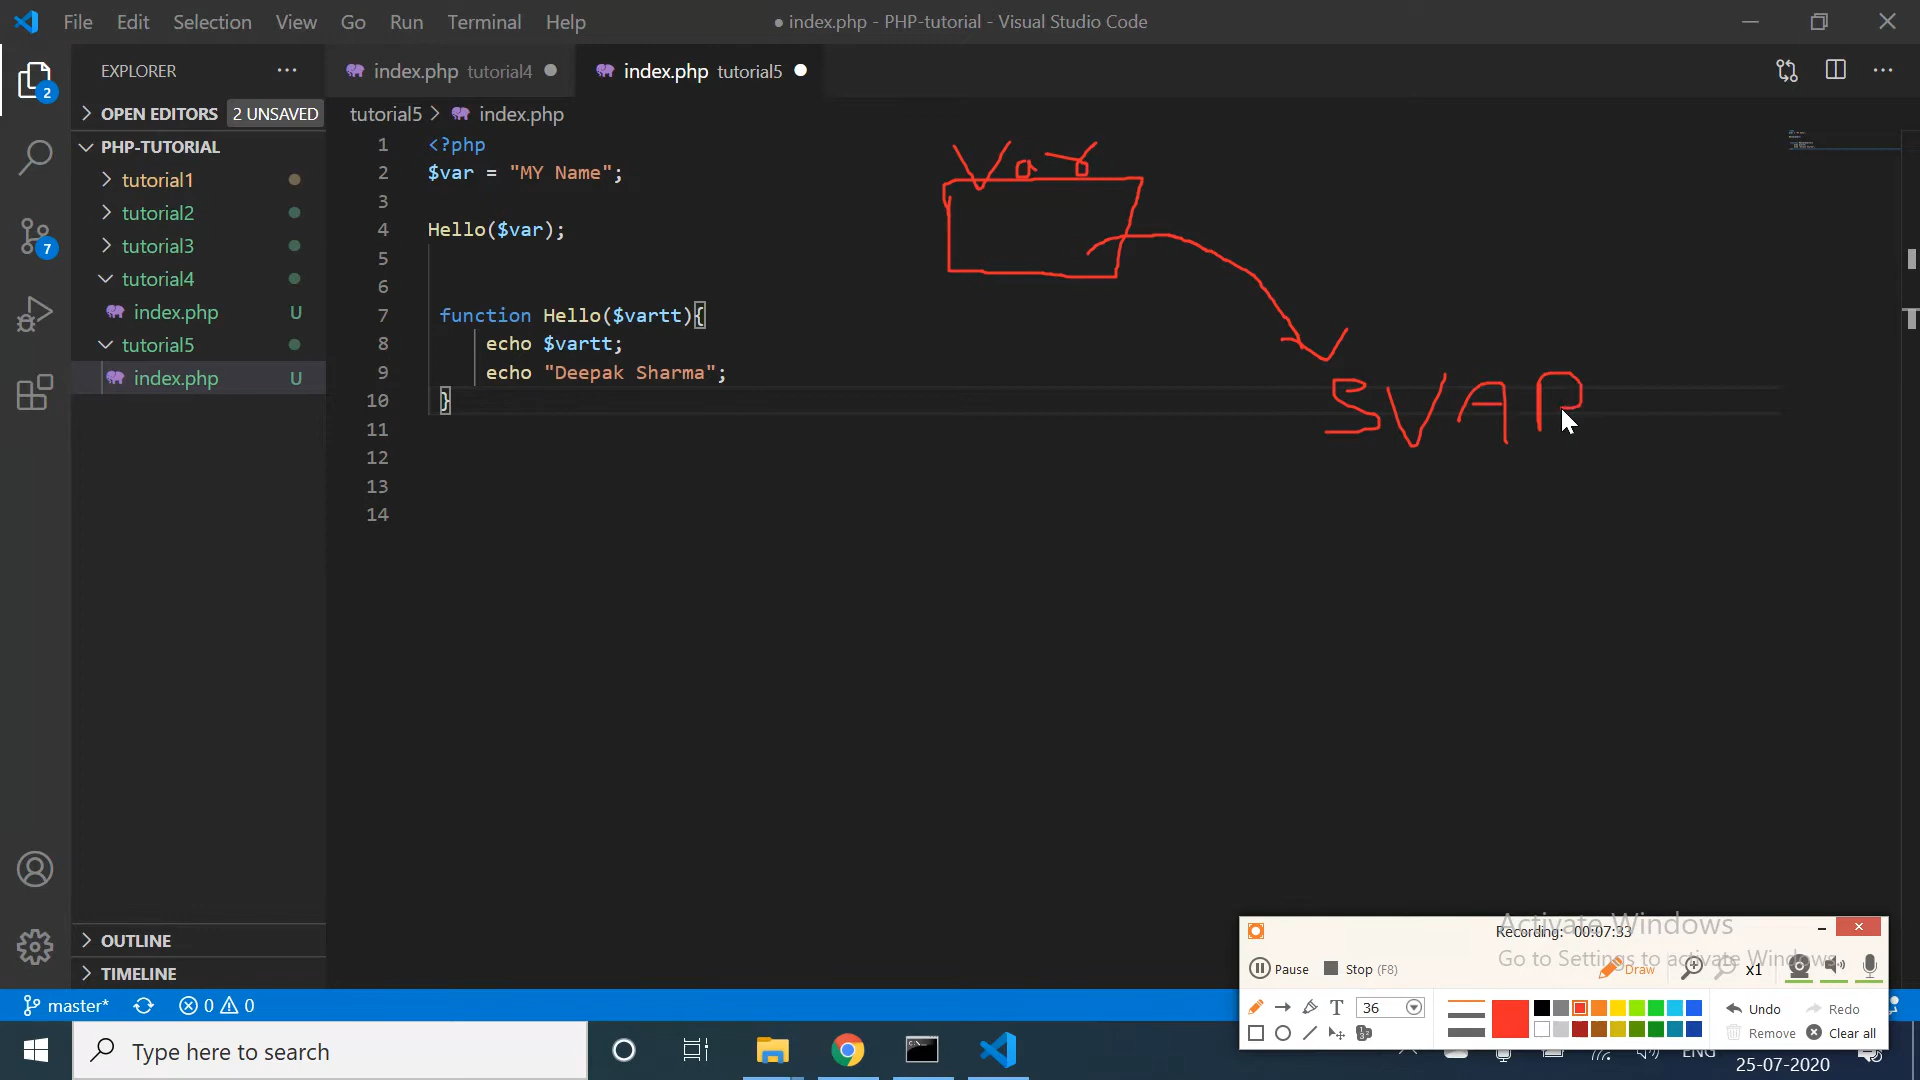 File Edit Selection View Go Run Terminal Help
● index.php - PHP-tutorial - Visual Studio Code
EXPLORER
index.php tutorial4
index.php tutorial5
2
OPEN EDITORS 2 UNSAVED
tutorial5 > index.php
PHP-TUTORIAL
tutorial1
tutorial2
tutorial3
tutorial4
index.php U
tutorial5
index.php U
7
1 <?php
2 $var = "MY Name";
3
4 Hello($var);
5
6
7 function Hello($vartt){
8 echo $vartt;
9 echo "Deepak Sharma";
10 }
11
12
13
14
Var
SVAR
OUTLINE
TIMELINE
master* 0 0
Activate Windows
Go to Settings to activate Windows.
Recording: 00:07:33
Pause Stop (F8) Draw x1
T 36 Undo Redo
Remove Clear all
Type here to search
ENG
25-07-2020